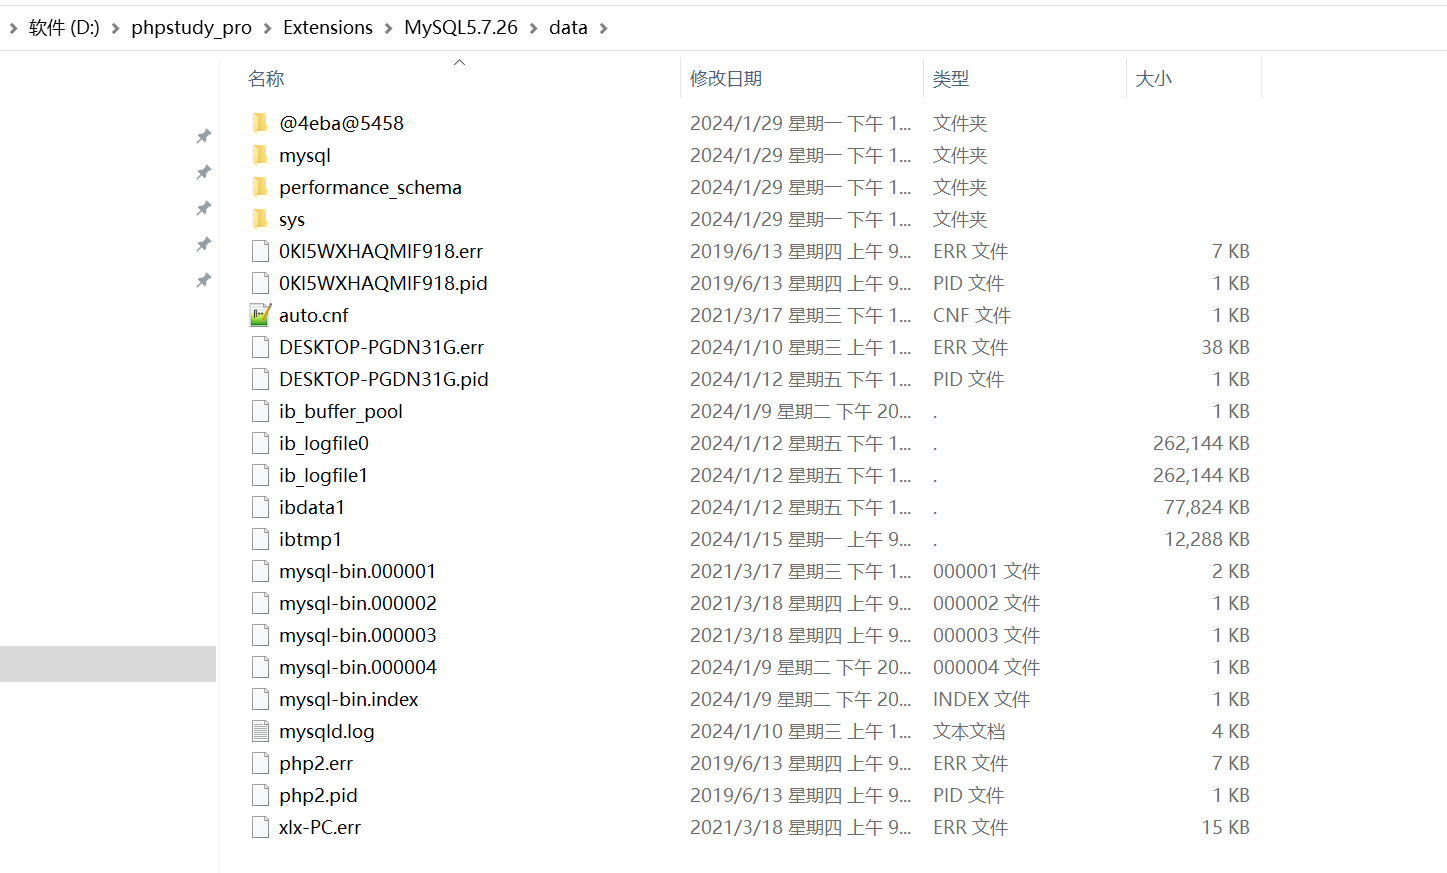 软件 (D:) > phpstudy_pro > Extensions > MySQL5.7.26 > data >
名称 修改日期 类型 大小
@4eba@5458 2024/1/29 星期一 下午 1... 文件夹
mysql 2024/1/29 星期一 下午 1... 文件夹
performance_schema 2024/1/29 星期一 下午 1... 文件夹
sys 2024/1/29 星期一 下午 1... 文件夹
0KI5WXHAQMIF918.err 2019/6/13 星期四 上午 9... ERR 文件 7 KB
0KI5WXHAQMIF918.pid 2019/6/13 星期四 上午 9... PID 文件 1 KB
auto.cnf 2021/3/17 星期三 下午 1... CNF 文件 1 KB
DESKTOP-PGDN31G.err 2024/1/10 星期三 上午 1... ERR 文件 38 KB
DESKTOP-PGDN31G.pid 2024/1/12 星期五 下午 1... PID 文件 1 KB
ib_buffer_pool 2024/1/9 星期二 下午 20... . 1 KB
ib_logfile0 2024/1/12 星期五 下午 1... . 262,144 KB
ib_logfile1 2024/1/12 星期五 下午 1... . 262,144 KB
ibdata1 2024/1/12 星期五 下午 1... . 77,824 KB
ibtmp1 2024/1/15 星期一 上午 9... . 12,288 KB
mysql-bin.000001 2021/3/17 星期三 下午 1... 000001 文件 2 KB
mysql-bin.000002 2021/3/18 星期四 上午 9... 000002 文件 1 KB
mysql-bin.000003 2021/3/18 星期四 上午 9... 000003 文件 1 KB
mysql-bin.000004 2024/1/9 星期二 下午 20... 000004 文件 1 KB
mysql-bin.index 2024/1/9 星期二 下午 20... INDEX 文件 1 KB
mysqld.log 2024/1/10 星期三 上午 1... 文本文档 4 KB
php2.err 2019/6/13 星期四 上午 9... ERR 文件 7 KB
php2.pid 2019/6/13 星期四 上午 9... PID 文件 1 KB
xlx-PC.err 2021/3/18 星期四 上午 9... ERR 文件 15 KB